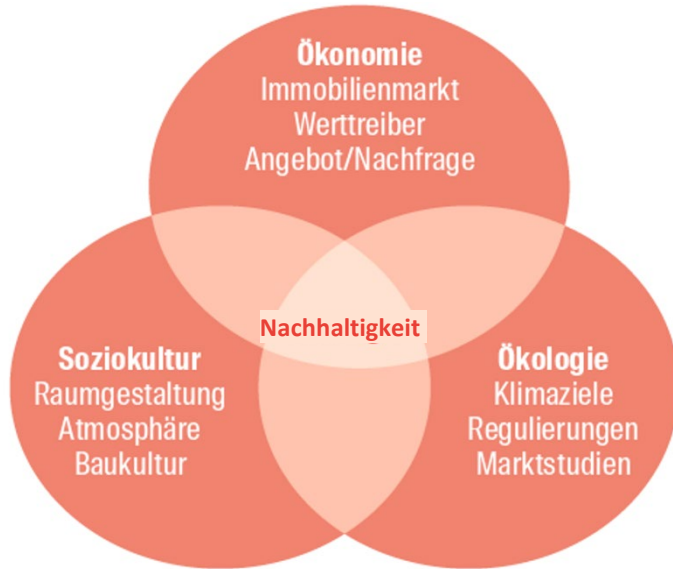 Ökonomie
Immobilienmarkt
Werttreiber
Angebot/Nachfrage
Nachhaltigkeit
Soziokultur
Raumgestaltung
Atmosphäre
Baukultur
Ökologie
Klimaziele
Regulierungen
Marktstudien